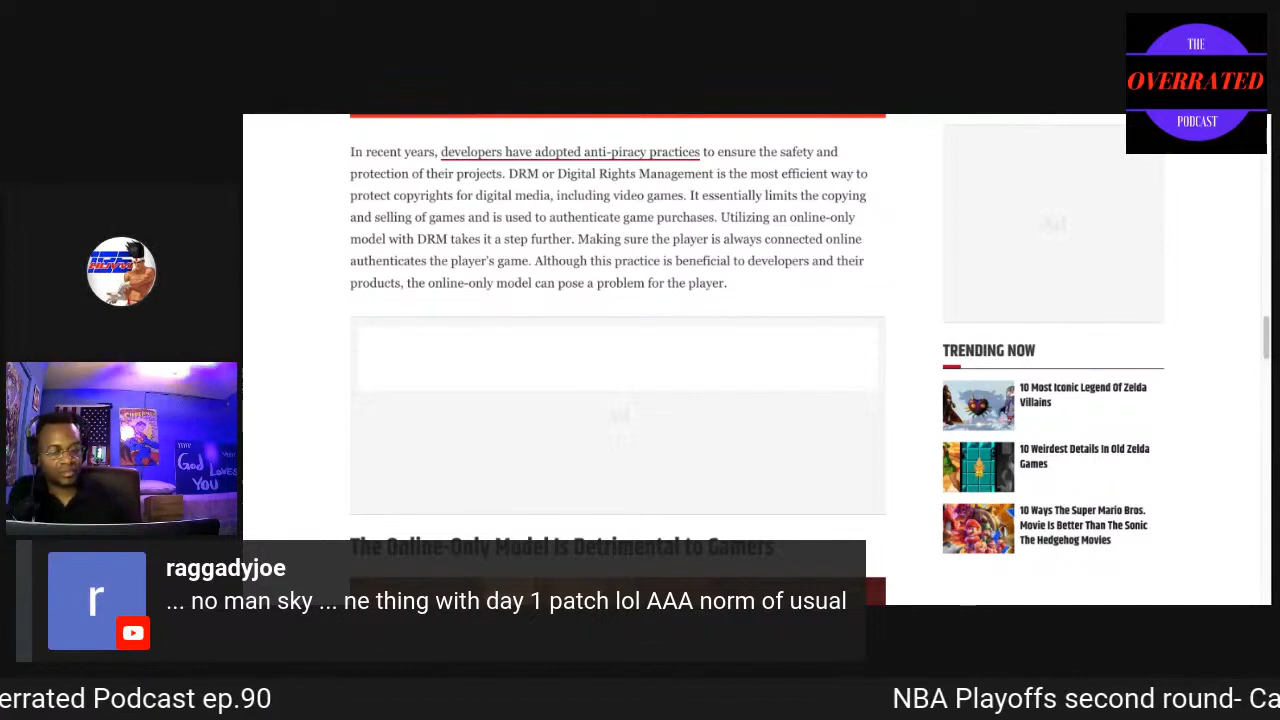 THE
OVERRATED
PODCAST
In recent years, developers have adopted anti-piracy practices to ensure the safety and
protection of their projects. DRM or Digital Rights Management is the most efficient way to
protect copyrights for digital media, including video games. It essentially limits the copying
and selling of games and is used to authenticate game purchases. Utilizing an online-only
model with DRM takes it a step further. Making sure the player is always connected online
authenticates the player's game. Although this practice is beneficial to developers and their
products, the online-only model can pose a problem for the player.
Ad
Ad
TRENDING NOW
10 Most Iconic Legend Of Zelda
Villains
10 Weirdest Details In Old Zelda
Games
10 Ways The Super Mario Bros.
Movie Is Better Than The Sonic
The Hedgehog Movies
God Loves
YOU
The Online-Only Model Is Detrimental to Gamers
r
raggadyjoe
... no man sky ... ne thing with day 1 patch lol AAA norm of usual
errated Podcast ep.90
NBA Playoffs second round- Ca